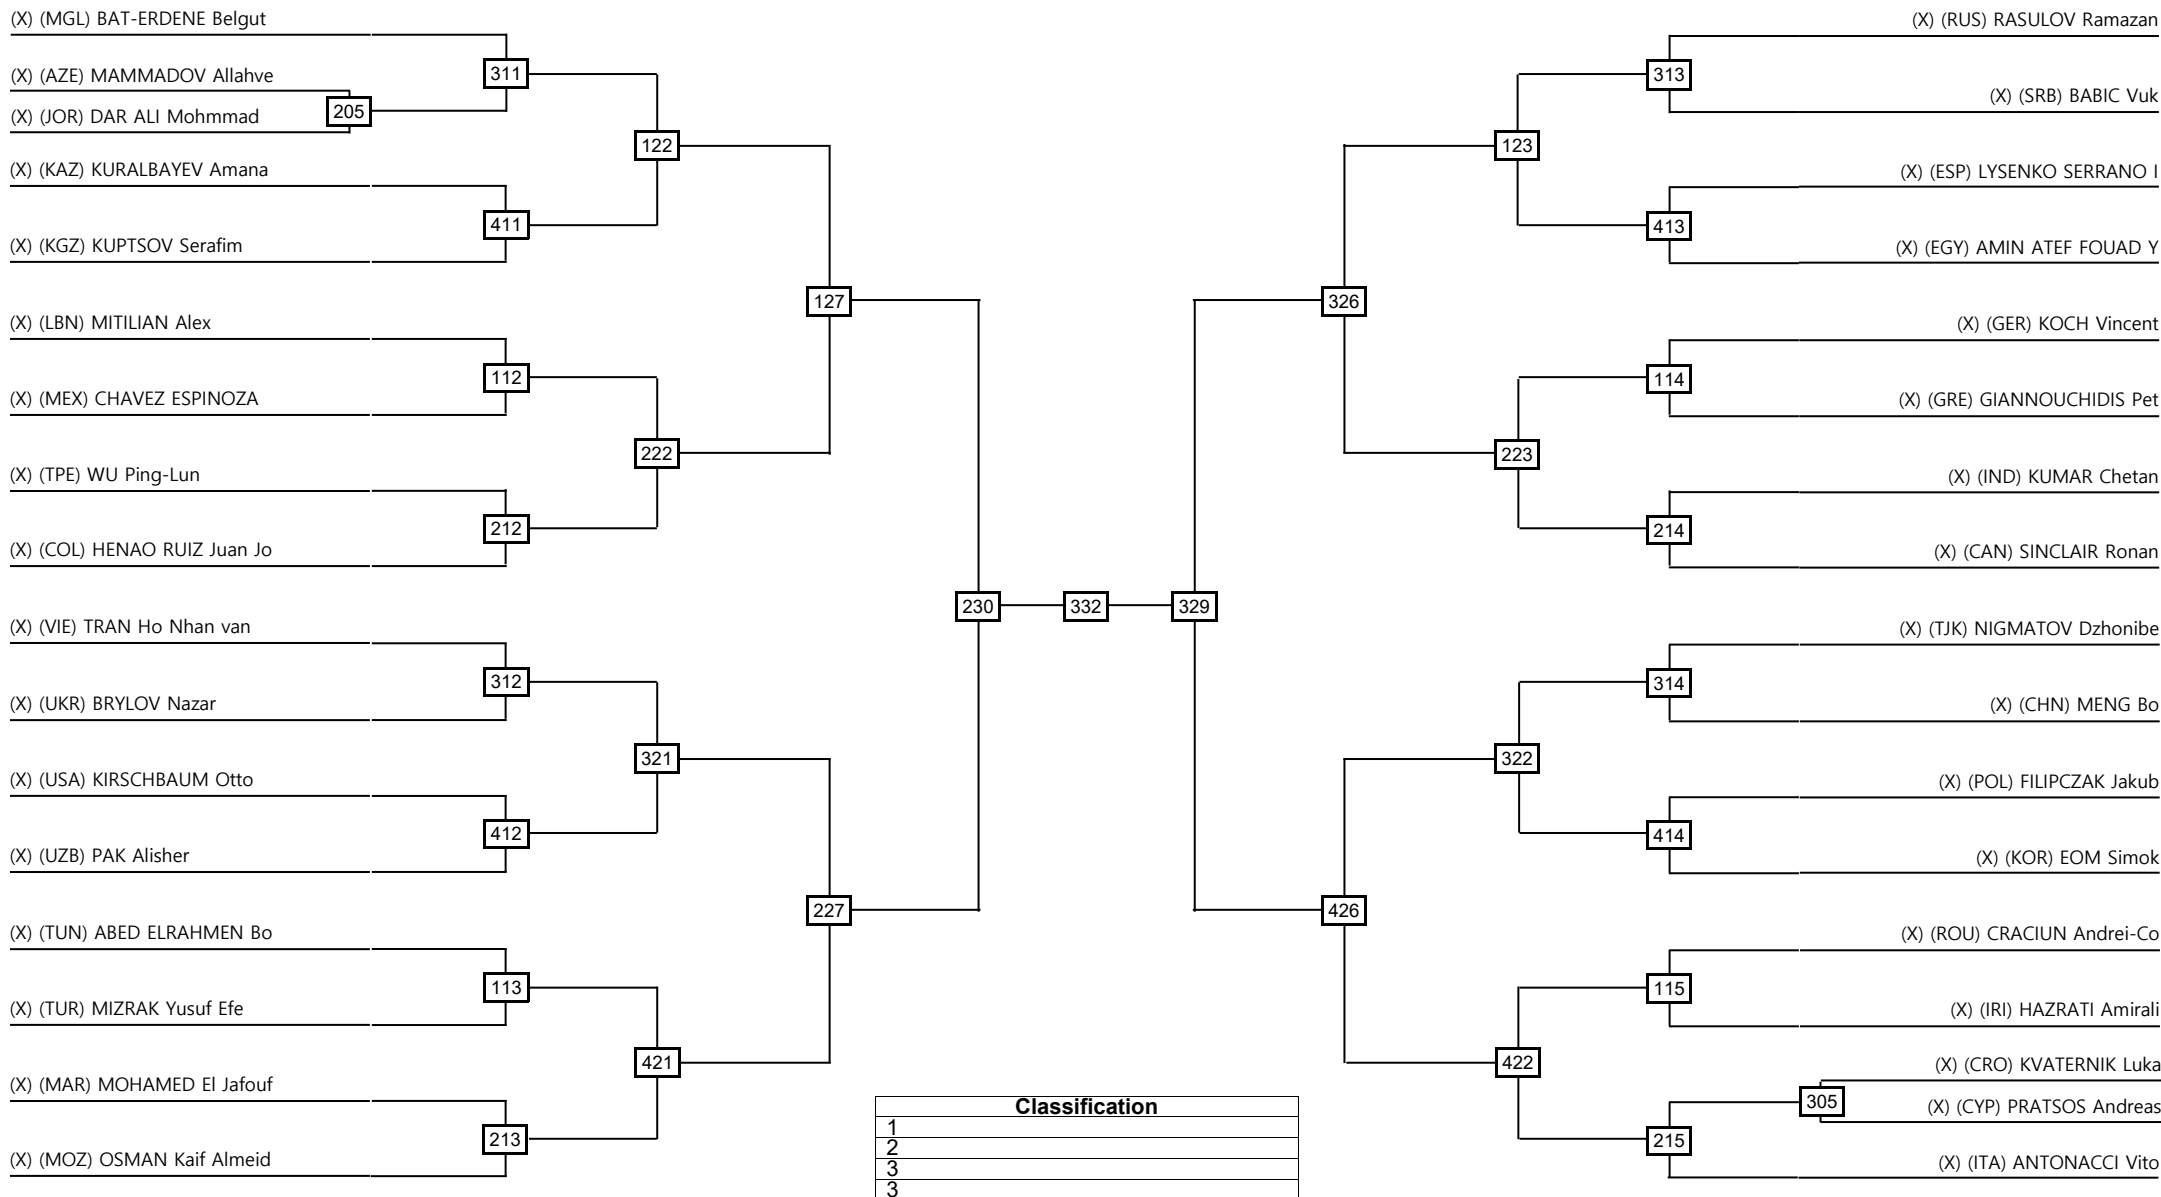 (X) (MGL) BAT-ERDENE Belgut
(X) (AZE) MAMMADOV Allahve
(X) (JOR) DAR ALI Mohmmad
(X) (KAZ) KURALBAYEV Amana
(X) (KGZ) KUPTSOV Serafim
(X) (LBN) MITILIAN Alex
(X) (MEX) CHAVEZ ESPINOZA
(X) (TPE) WU Ping-Lun
(X) (COL) HENAO RUIZ Juan Jo
(X) (VIE) TRAN Ho Nhan van
(X) (UKR) BRYLOV Nazar
(X) (USA) KIRSCHBAUM Otto
(X) (UZB) PAK Alisher
(X) (TUN) ABED ELRAHMEN Bo
(X) (TUR) MIZRAK Yusuf Efe
(X) (MAR) MOHAMED El Jafouf
(X) (MOZ) OSMAN Kaif Almeid
205
311
411
112
212
312
412
113
213
122
222
321
421
127
227
230
332
329
326
426
123
223
322
422
313
413
114
214
314
414
115
215
305
(X) (RUS) RASULOV Ramazan
(X) (SRB) BABIC Vuk
(X) (ESP) LYSENKO SERRANO I
(X) (EGY) AMIN ATEF FOUAD Y
(X) (GER) KOCH Vincent
(X) (GRE) GIANNOUCHIDIS Pet
(X) (IND) KUMAR Chetan
(X) (CAN) SINCLAIR Ronan
(X) (TJK) NIGMATOV Dzhonibe
(X) (CHN) MENG Bo
(X) (POL) FILIPCZAK Jakub
(X) (KOR) EOM Simok
(X) (ROU) CRACIUN Andrei-Co
(X) (IRI) HAZRATI Amirali
(X) (CRO) KVATERNIK Luka
(X) (CYP) PRATSOS Andreas
(X) (ITA) ANTONACCI Vito
Classification
1
2
3
3